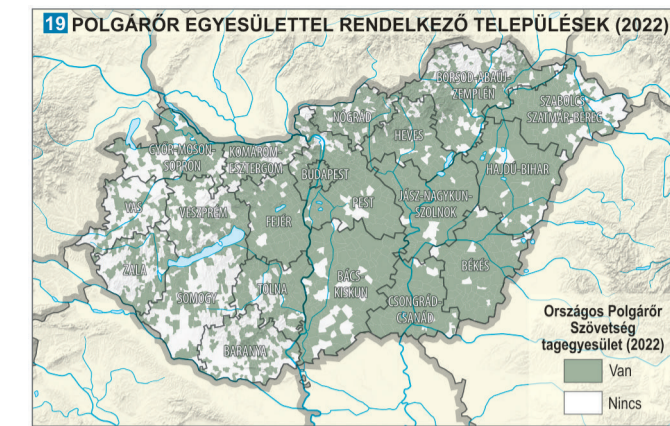 19 POLGÁRŐR EGYESÜLETTEL RENDELKEZŐ TELEPÜLÉSEK (2022)
BORSOD-ABAÚJ-
ZEMPLÉN
SZABOLCS-
SZATMÁR-BEREG
NÓGRÁD
HEVES
GYŐR-MOSON-
SOPRON
KOMÁROM-
ESZTERGOM
BUDAPEST
HAJDÚ-BIHAR
VAS
VESZPRÉM
FEJÉR
PEST
JÁSZ-NAGYKUN-
SZOLNOK
ZALA
SOMOGY
TOLNA
BÁCS-
KISKUN
BÉKÉS
CSONGRÁD-
CSANÁD
BARANYA
Országos Polgárőr
Szövetség
tagegyesület (2022)
Van
Nincs